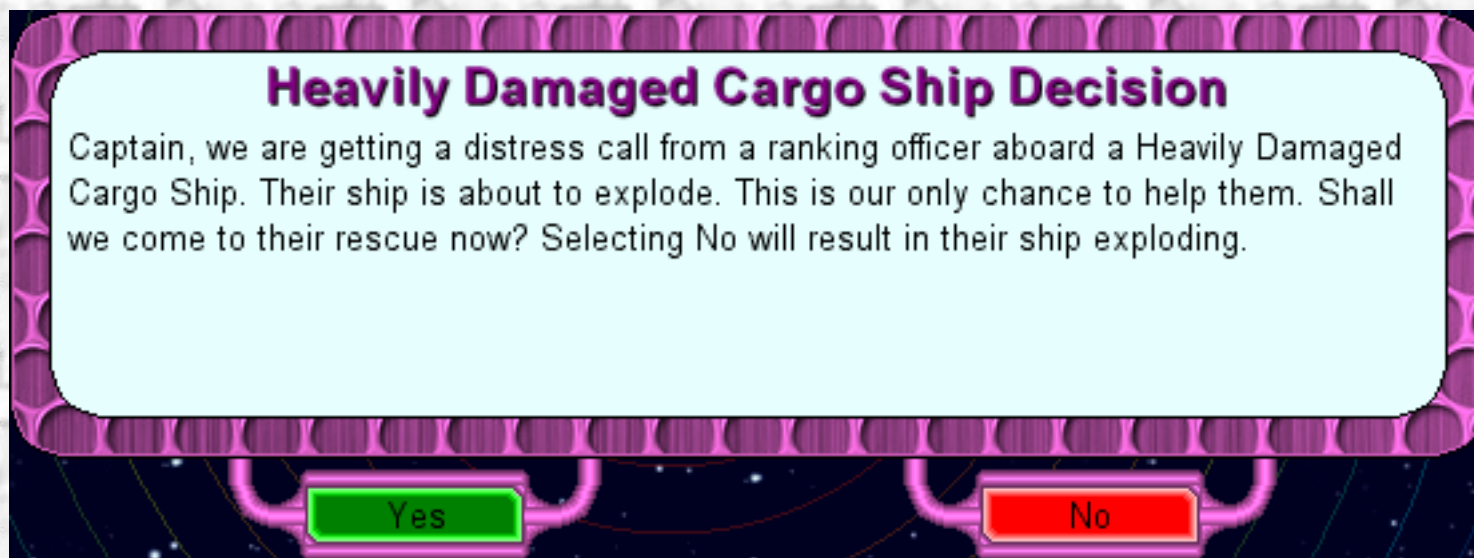 Heavily Damaged Cargo Ship Decision
Captain, we are getting a distress call from a ranking officer aboard a Heavily Damaged
Cargo Ship. Their ship is about to explode. This is our only chance to help them. Shall
we come to their rescue now? Selecting No will result in their ship exploding.
Yes
No